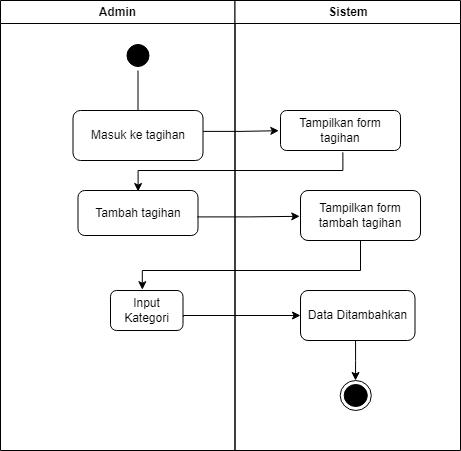 Admin
Sistem
Masuk ke tagihan
Tampilkan form
tagihan
Tambah tagihan
Tampilkan form
tambah tagihan
Input
Kategori
Data Ditambahkan